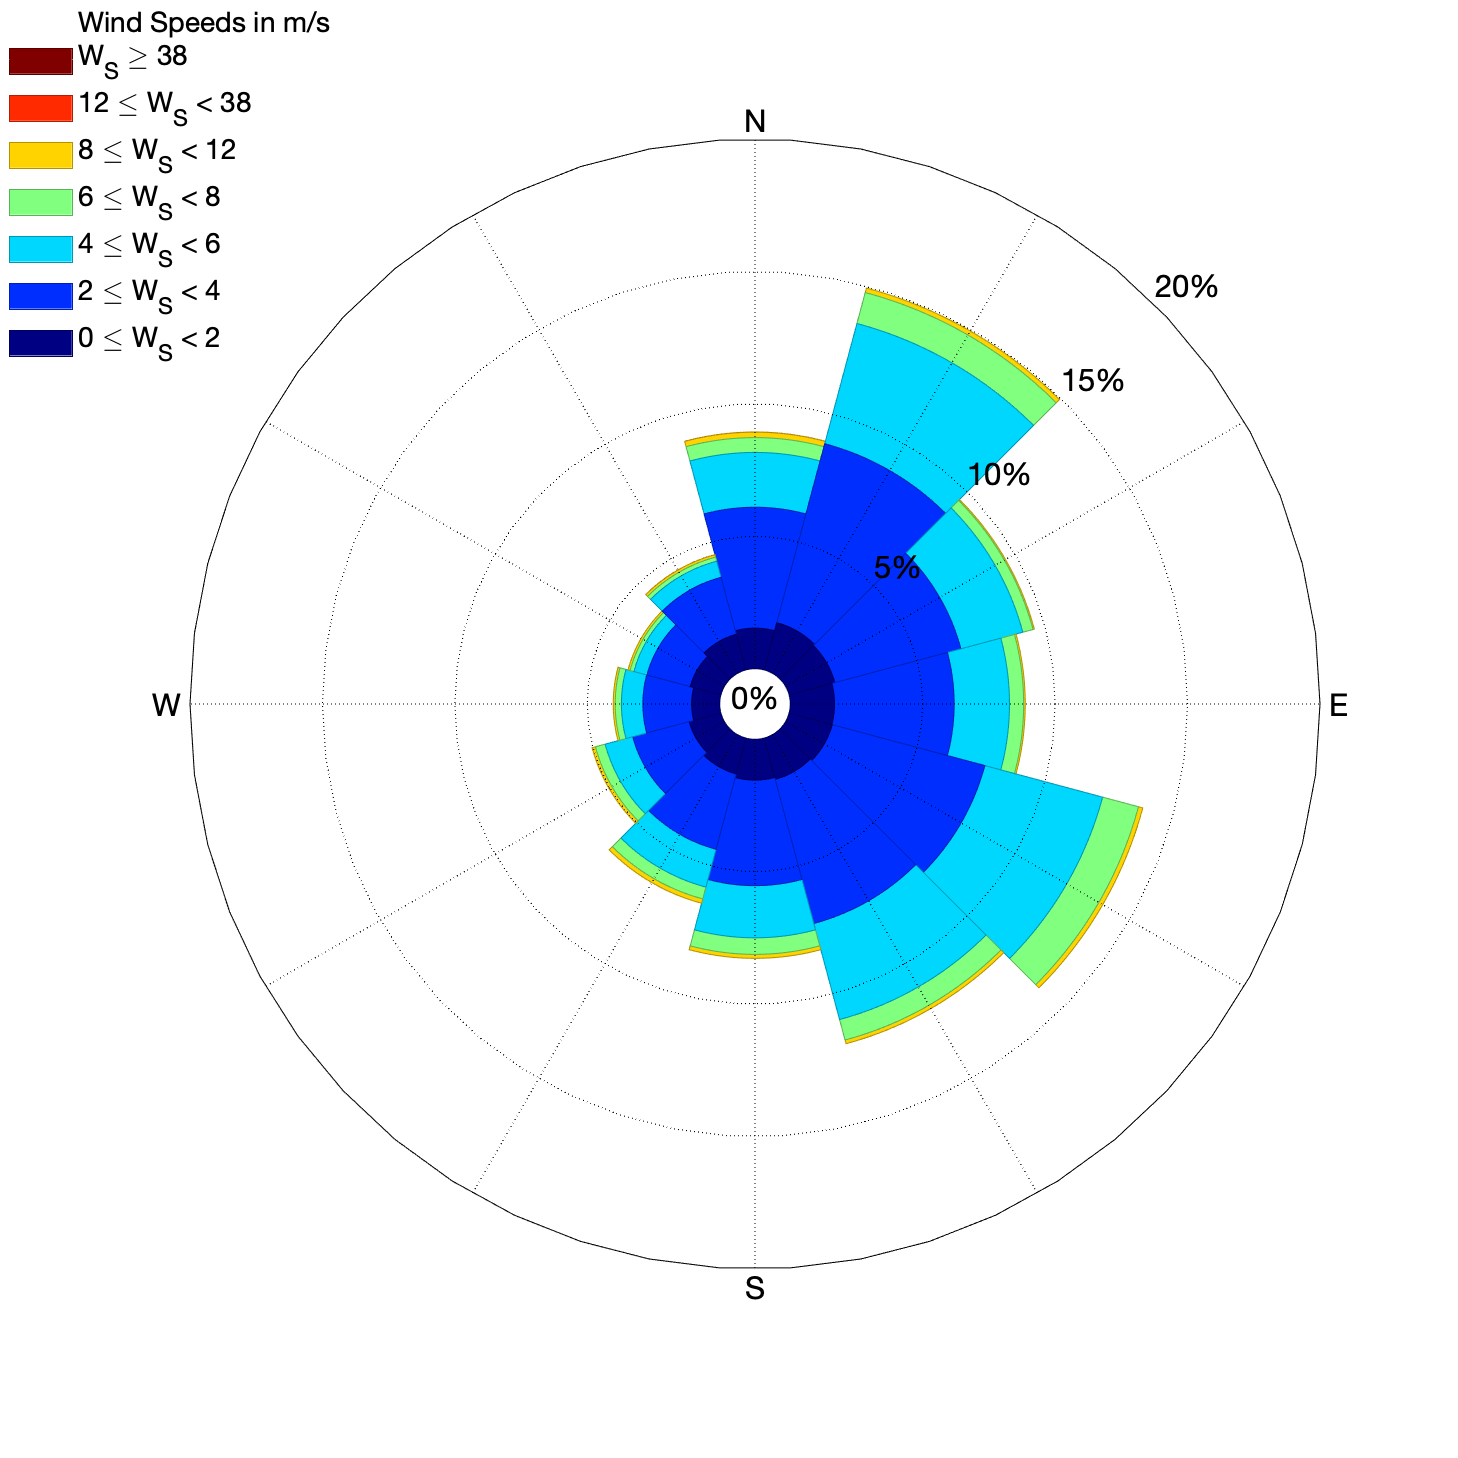 Wind Speeds in m/s
W_S ≥ 38
12 ≤ W_S < 38
8 ≤ W_S < 12
6 ≤ W_S < 8
4 ≤ W_S < 6
2 ≤ W_S < 4
0 ≤ W_S < 2
N
20%
15%
10%
5%
0%
W
E
S